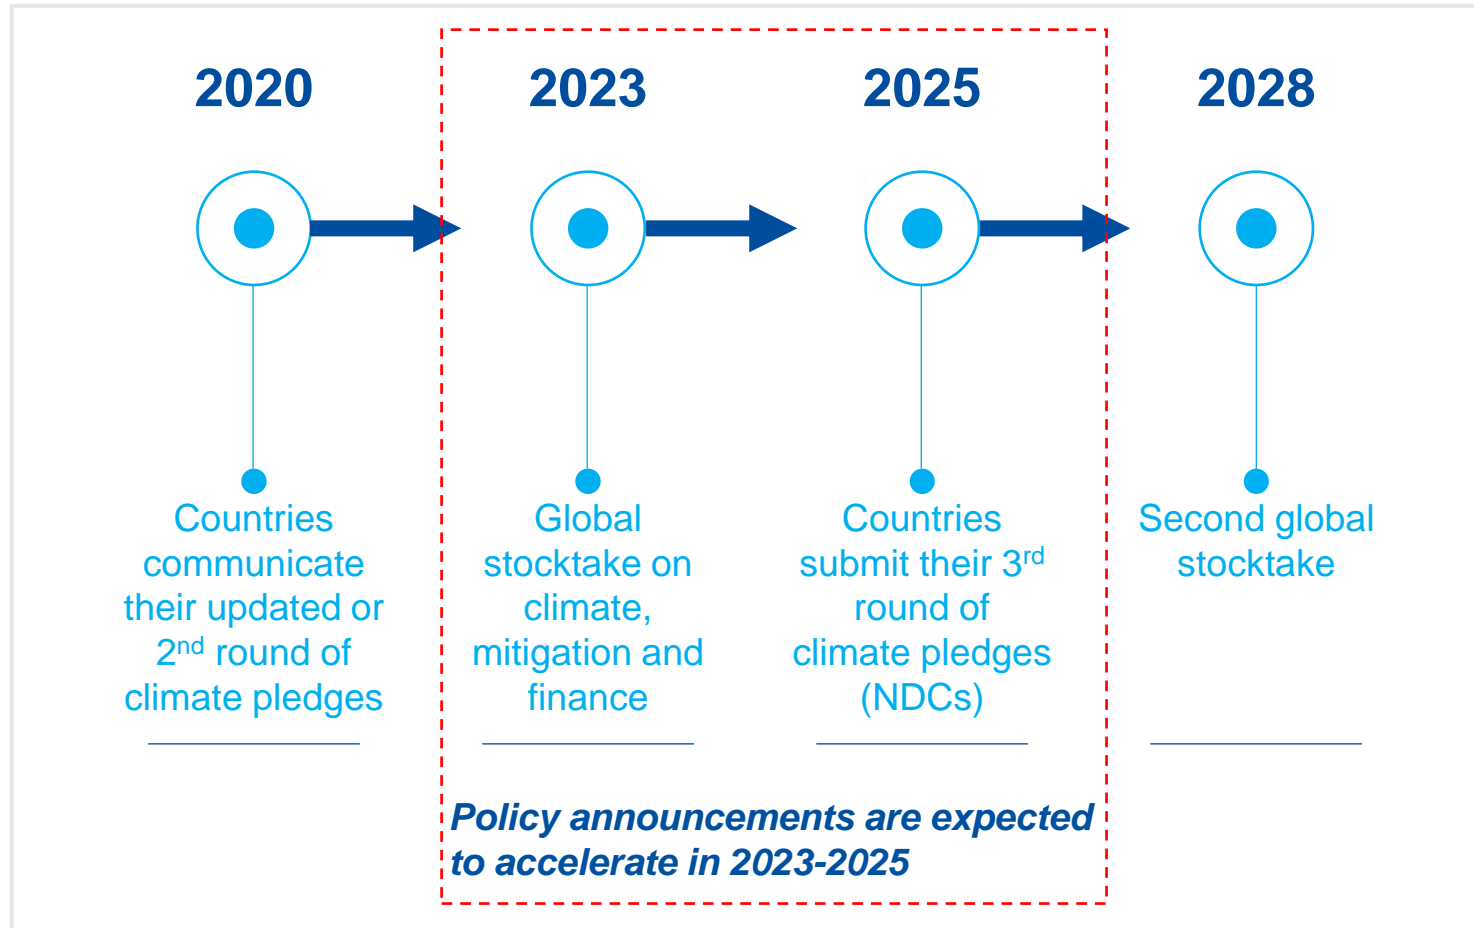 2020
2023
2025
2028
Countries
communicate
their updated or
2nd round of
climate pledges
Global
stocktake on
climate,
mitigation and
finance
Countries
submit their 3rd
round of
climate pledges
(NDCs)
Second global
stocktake
Policy announcements are expected
to accelerate in 2023-2025